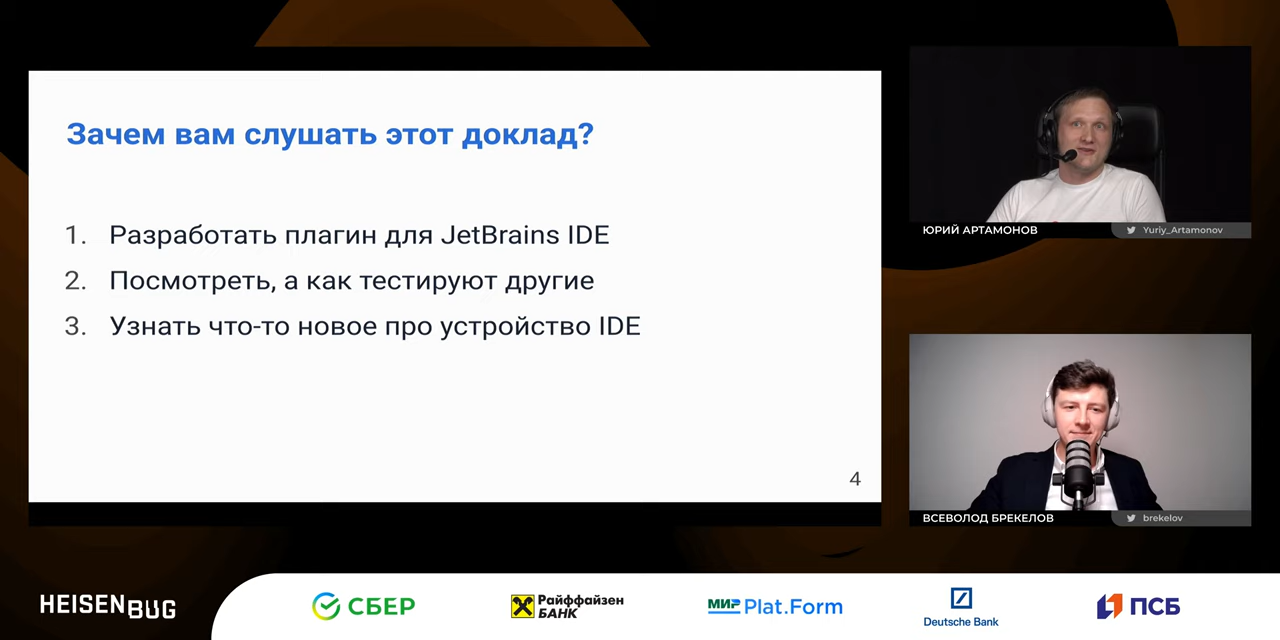 Зачем вам слушать этот доклад?
1. Разработать плагин для JetBrains IDE
2. Посмотреть, а как тестируют другие
3. Узнать что-то новое про устройство IDE
4
ЮРИЙ АРТАМОНОВ
Yuriy_Artamonov
ВСЕВОЛОД БРЕКЕЛОВ
brekelov
HEISENBUG
СБЕР
Райффайзен
БАНК
МИР Plat.Form
Deutsche Bank
ПСБ